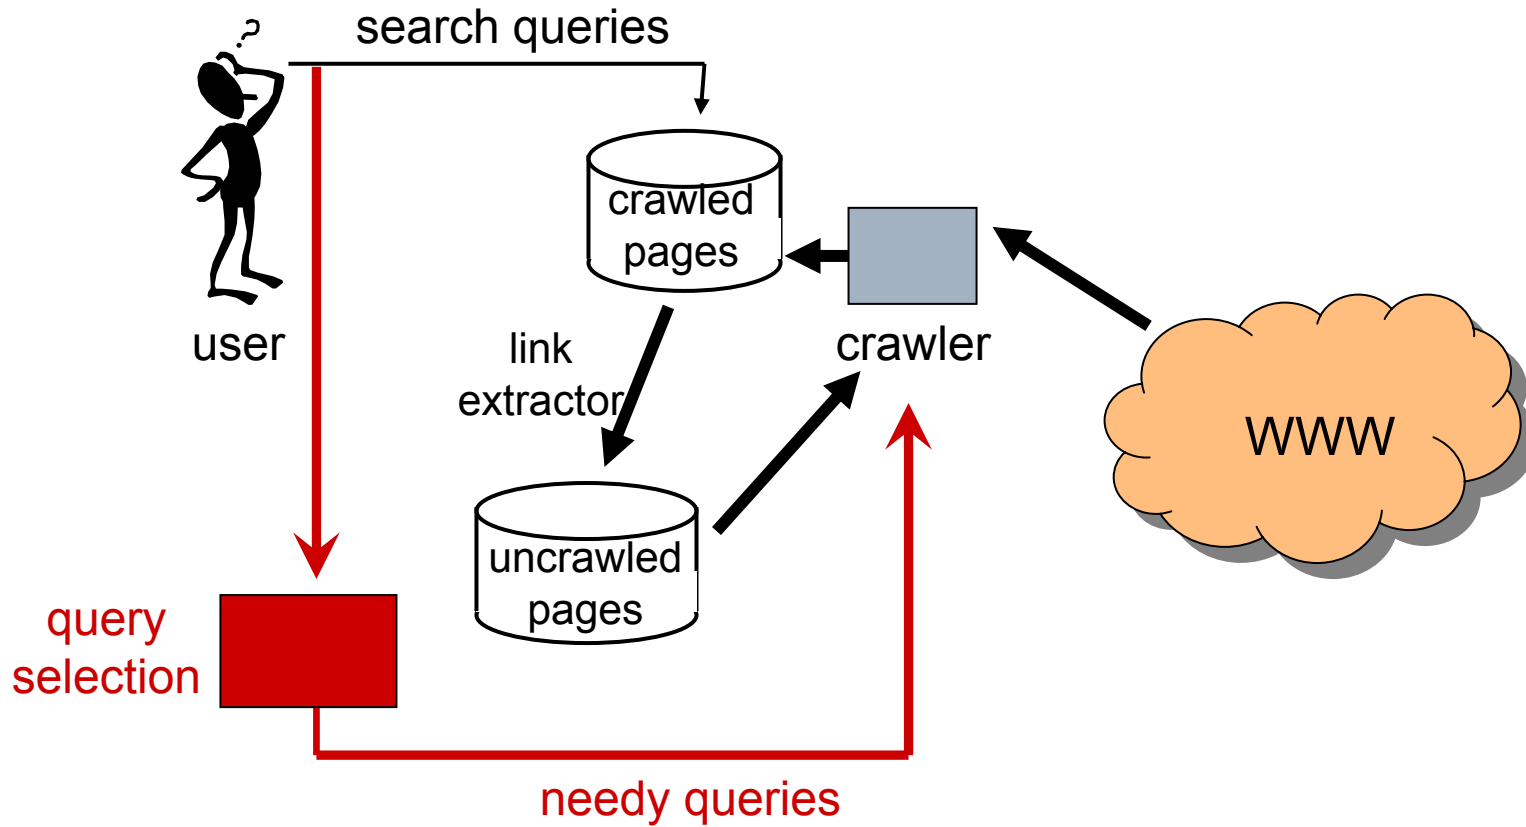 ?
search queries
crawled
pages
user
link
extractor
crawler
WWW
uncrawled
pages
query
selection
needy queries